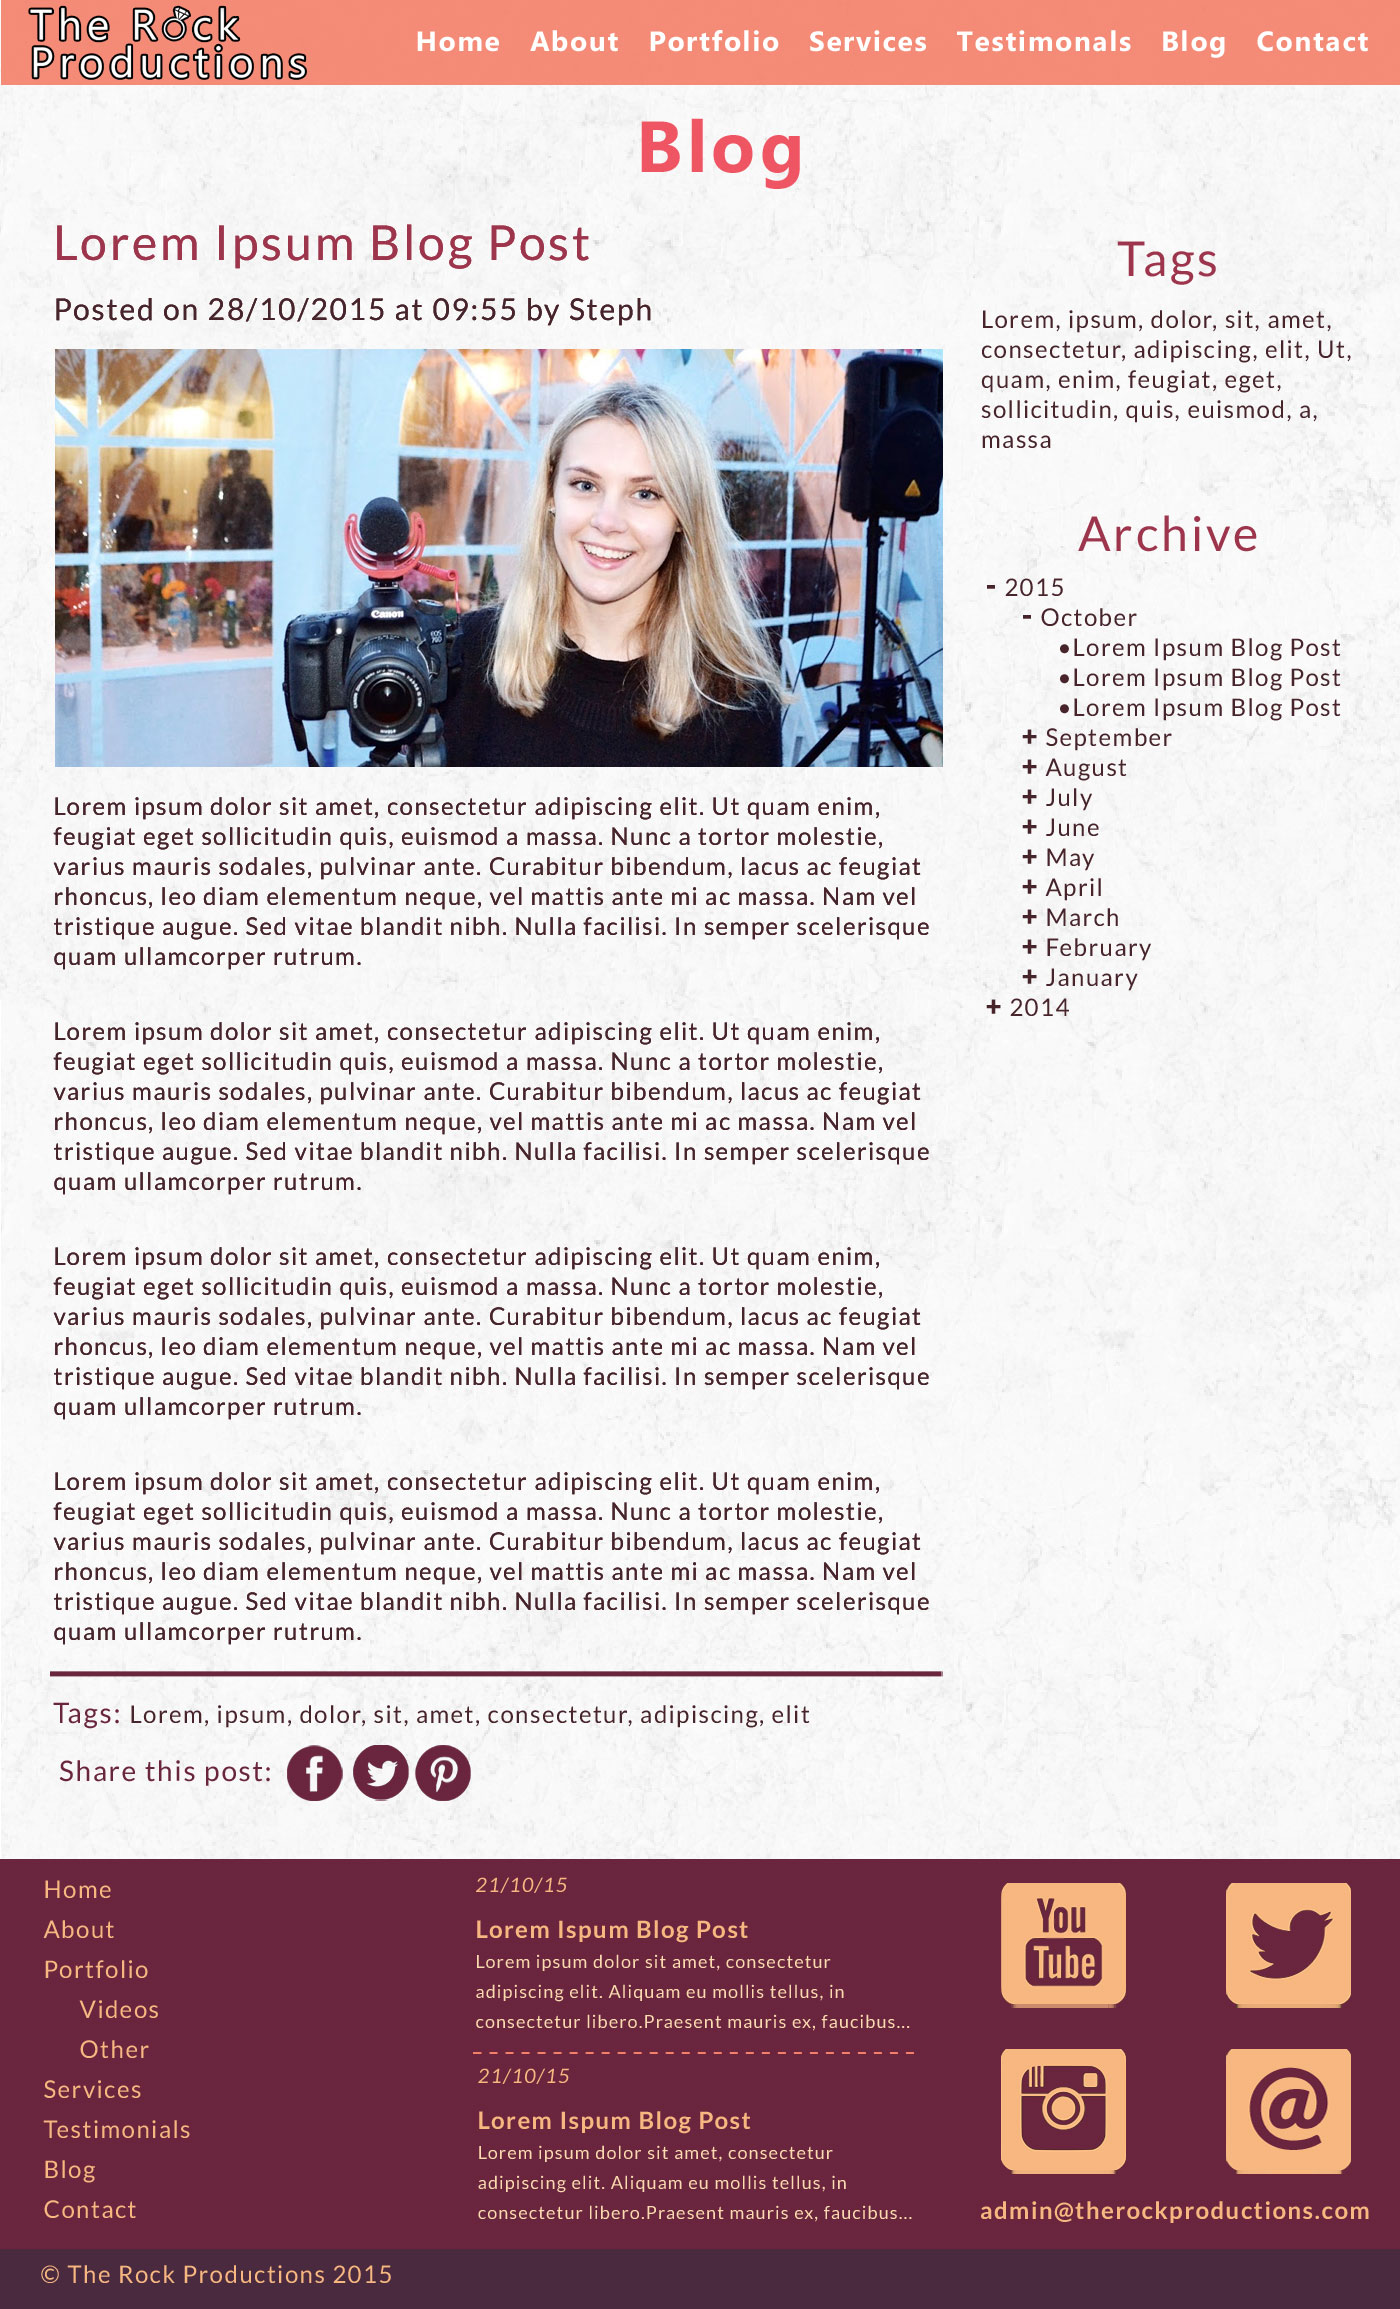 The Rock
Productions
Home About Portfolio Services Testimonals Blog Contact
Blog
Lorem Ipsum Blog Post
Posted on 28/10/2015 at 09:55 by Steph
Canon
EOS
70D
Lorem ipsum dolor sit amet, consectetur adipiscing elit. Ut quam enim,
feugiat eget sollicitudin quis, euismod a massa. Nunc a tortor molestie,
varius mauris sodales, pulvinar ante. Curabitur bibendum, lacus ac feugiat
rhoncus, leo diam elementum neque, vel mattis ante mi ac massa. Nam vel
tristique augue. Sed vitae blandit nibh. Nulla facilisi. In semper scelerisque
quam ullamcorper rutrum.
Lorem ipsum dolor sit amet, consectetur adipiscing elit. Ut quam enim,
feugiat eget sollicitudin quis, euismod a massa. Nunc a tortor molestie,
varius mauris sodales, pulvinar ante. Curabitur bibendum, lacus ac feugiat
rhoncus, leo diam elementum neque, vel mattis ante mi ac massa. Nam vel
tristique augue. Sed vitae blandit nibh. Nulla facilisi. In semper scelerisque
quam ullamcorper rutrum.
Lorem ipsum dolor sit amet, consectetur adipiscing elit. Ut quam enim,
feugiat eget sollicitudin quis, euismod a massa. Nunc a tortor molestie,
varius mauris sodales, pulvinar ante. Curabitur bibendum, lacus ac feugiat
rhoncus, leo diam elementum neque, vel mattis ante mi ac massa. Nam vel
tristique augue. Sed vitae blandit nibh. Nulla facilisi. In semper scelerisque
quam ullamcorper rutrum.
Lorem ipsum dolor sit amet, consectetur adipiscing elit. Ut quam enim,
feugiat eget sollicitudin quis, euismod a massa. Nunc a tortor molestie,
varius mauris sodales, pulvinar ante. Curabitur bibendum, lacus ac feugiat
rhoncus, leo diam elementum neque, vel mattis ante mi ac massa. Nam vel
tristique augue. Sed vitae blandit nibh. Nulla facilisi. In semper scelerisque
quam ullamcorper rutrum.
Tags: Lorem, ipsum, dolor, sit, amet, consectetur, adipiscing, elit
Share this post:
Tags
Lorem, ipsum, dolor, sit, amet,
consectetur, adipiscing, elit, Ut,
quam, enim, feugiat, eget,
sollicitudin, quis, euismod, a,
massa
Archive
- 2015
- October
•Lorem Ipsum Blog Post
•Lorem Ipsum Blog Post
•Lorem Ipsum Blog Post
+ September
+ August
+ July
+ June
+ May
+ April
+ March
+ February
+ January
+ 2014
Home
About
Portfolio
Videos
Other
Services
Testimonials
Blog
Contact
21/10/15
Lorem Ispum Blog Post
Lorem ipsum dolor sit amet, consectetur
adipiscing elit. Aliquam eu mollis tellus, in
consectetur libero.Praesent mauris ex, faucibus...
21/10/15
Lorem Ispum Blog Post
Lorem ipsum dolor sit amet, consectetur
adipiscing elit. Aliquam eu mollis tellus, in
consectetur libero.Praesent mauris ex, faucibus...
You
Tube
@
admin@therockproductions.com
© The Rock Productions 2015